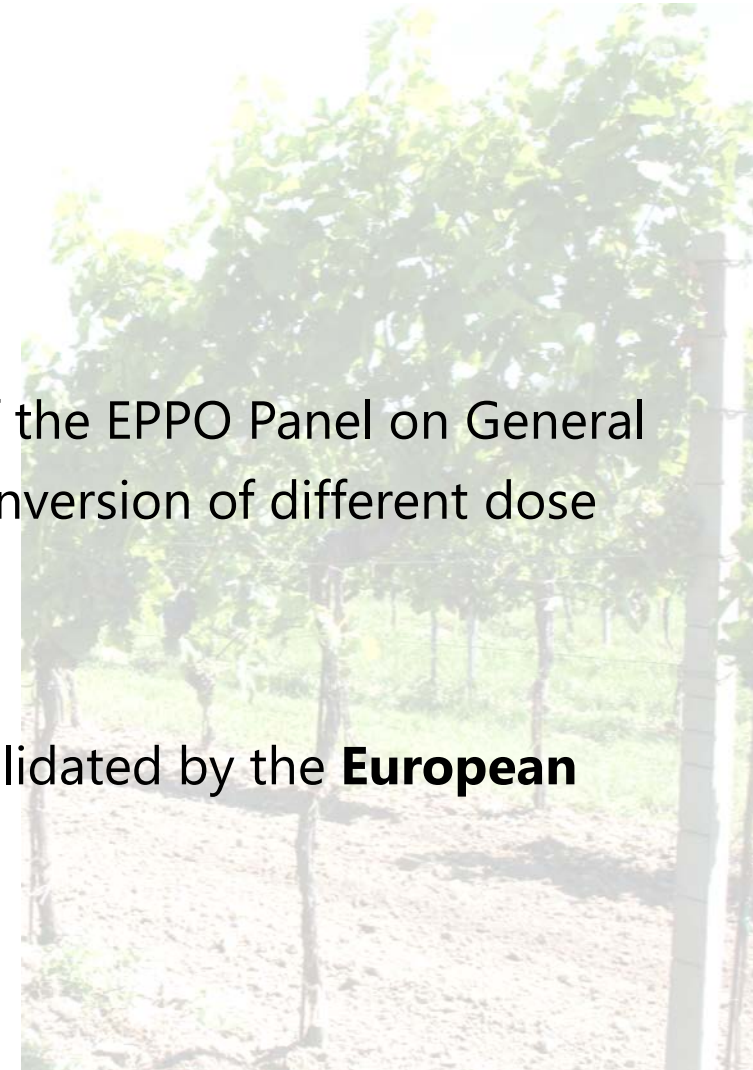 the EPPO Panel on General
nversion of different dose
lidated by the European